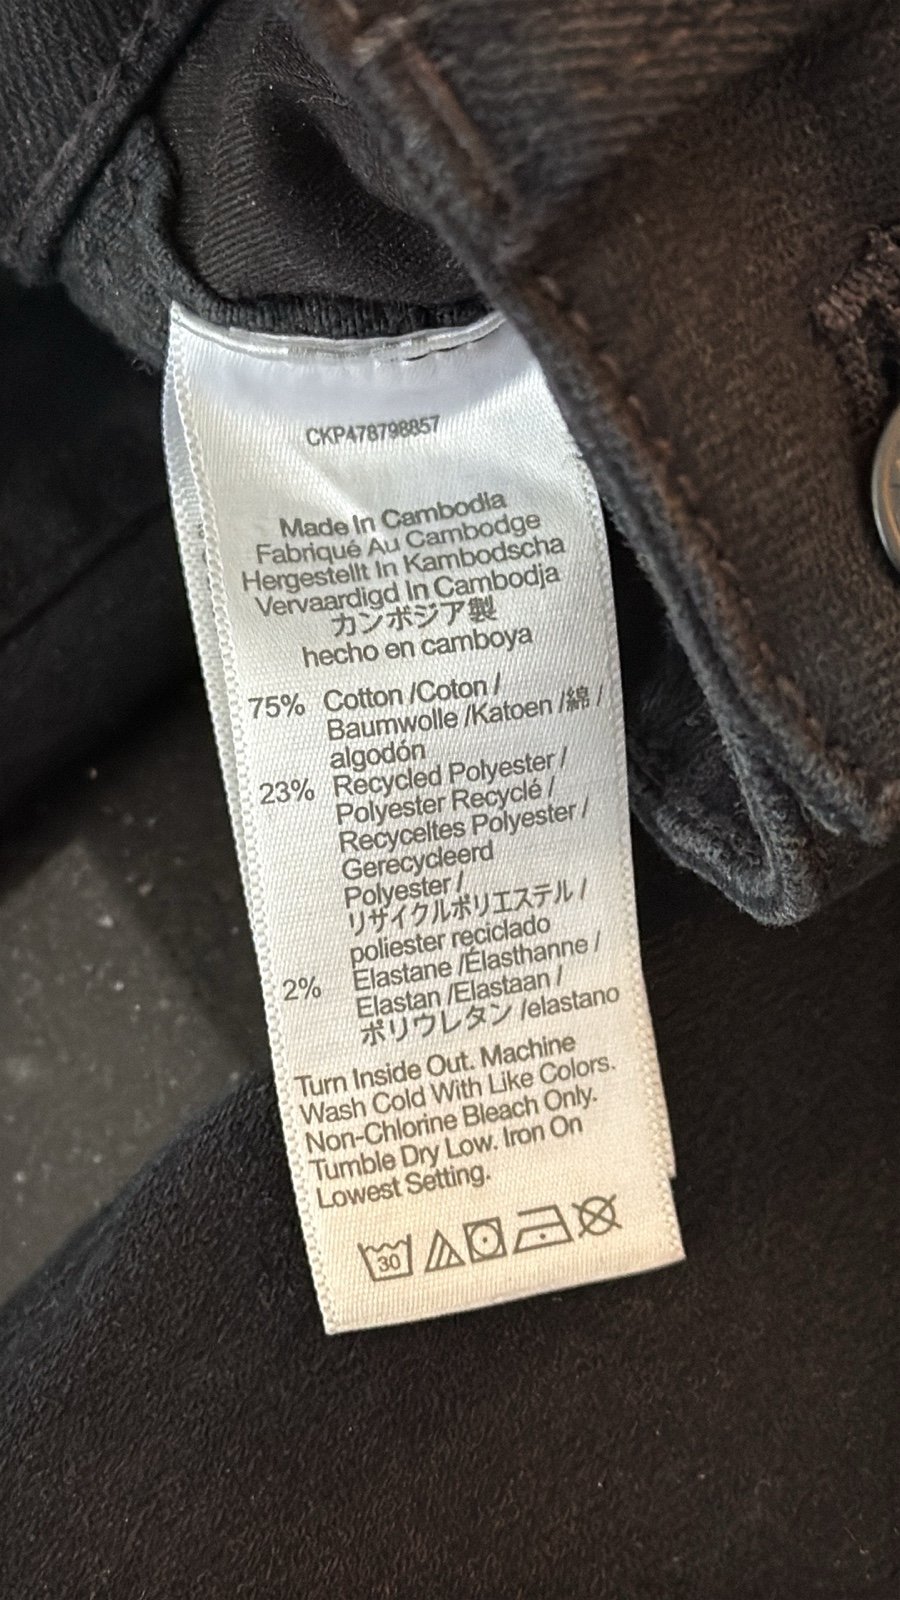 CKP478798857
Made In Cambodia
Fabriqué Au Cambodge
Hergestellt In Kambodscha
Vervaardigd In Cambodja
カンボジア製
hecho en camboya
75% Cotton /Coton /
Baumwolle /Katoen /綿 /
algodón
23% Recycled Polyester /
Polyester Recyclé /
Recyceltes Polyester /
Gerecycleerd
Polyester /
リサイクルポリエステル /
poliester reciclado
2% Elastane /Élasthanne /
Elastan /Elastaan /
ポリウレタン /elastano
Turn Inside Out. Machine
Wash Cold With Like Colors.
Non-Chlorine Bleach Only.
Tumble Dry Low. Iron On
Lowest Setting.
30